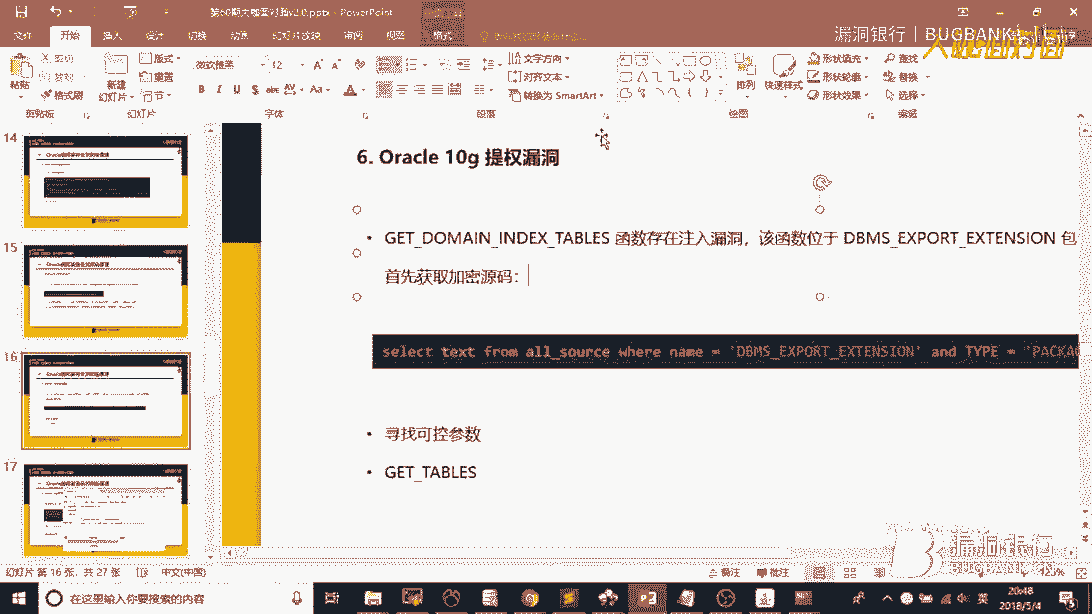 第60期大咖面对面v2.0.pptx - PowerPoint
文件 开始 插入 设计 切换 动画 幻灯片放映 审阅 视图 格式
漏洞银行 | BUGBANK
大咖面对面
粘贴
剪切
复制
格式刷
剪贴板
新建
幻灯片
版式
重置
节
幻灯片
微软雅黑 12
B I U S abc AV Aa A
字体
文字方向
对齐文本
转换为 SmartArt
段落
排列
快速样式
形状填充
形状轮廓
形状效果
绘图
查找
替换
选择
编辑
14
15
16
17
6. Oracle 10g 提权漏洞
• GET_DOMAIN_INDEX_TABLES 函数存在注入漏洞，该函数位于 DBMS_EXPORT_EXTENSION 包
首先获取加密源码：
select text from all_source where name = 'DBMS_EXPORT_EXTENSION' and TYPE = 'PACKA
• 寻找可控参数
• GET_TABLES
漏洞银行
BUGBANK.CN
幻灯片 第 16 张，共 27 张 中文(中国)
备注 批注
在这里输入你要搜索的内容
英
20:48
2018/5/4